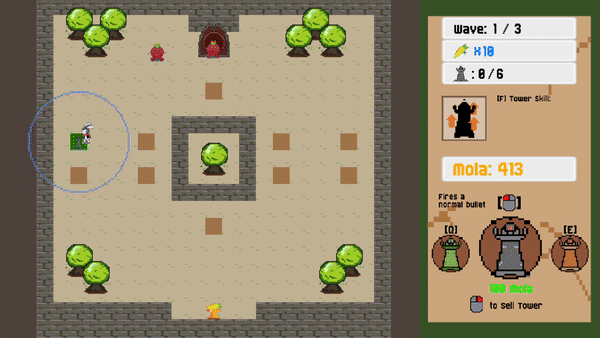 Wave: 1 / 3
x10
: 0 / 6
[F] Tower Skill
mola: 413
Fires a
normal bullet
[ ]
[Q]
[E]
100 mola
to Sell Tower